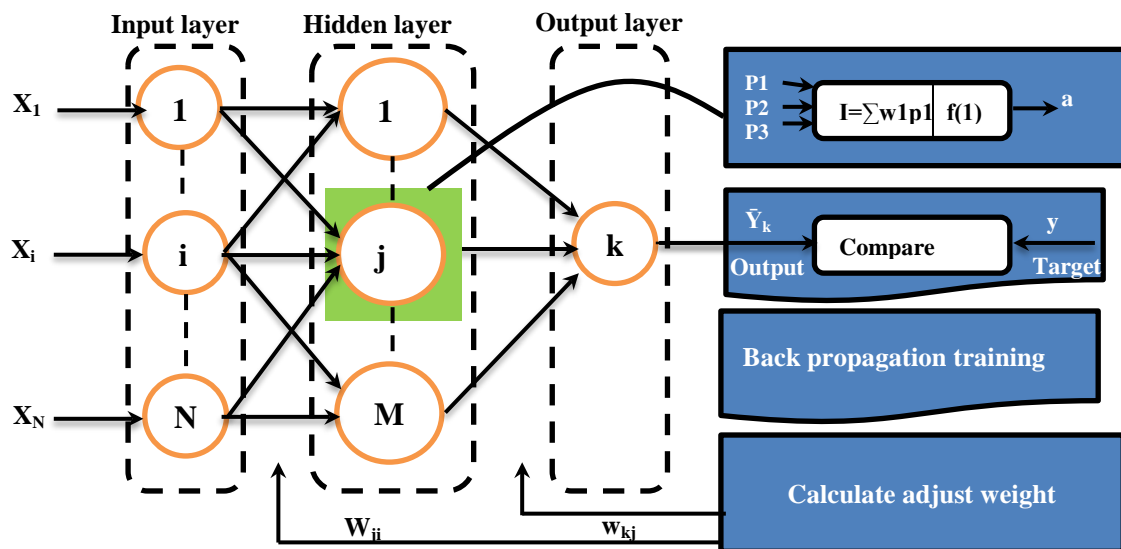 Input layer
Hidden layer
Output layer
X1
1
1
P1
P2
P3
I=∑w1p1
f(1)
a
Xi
i
j
k
Ȳk
Output
Compare
y
Target
Back propagation training
XN
N
M
Calculate adjust weight
Wji
wkj